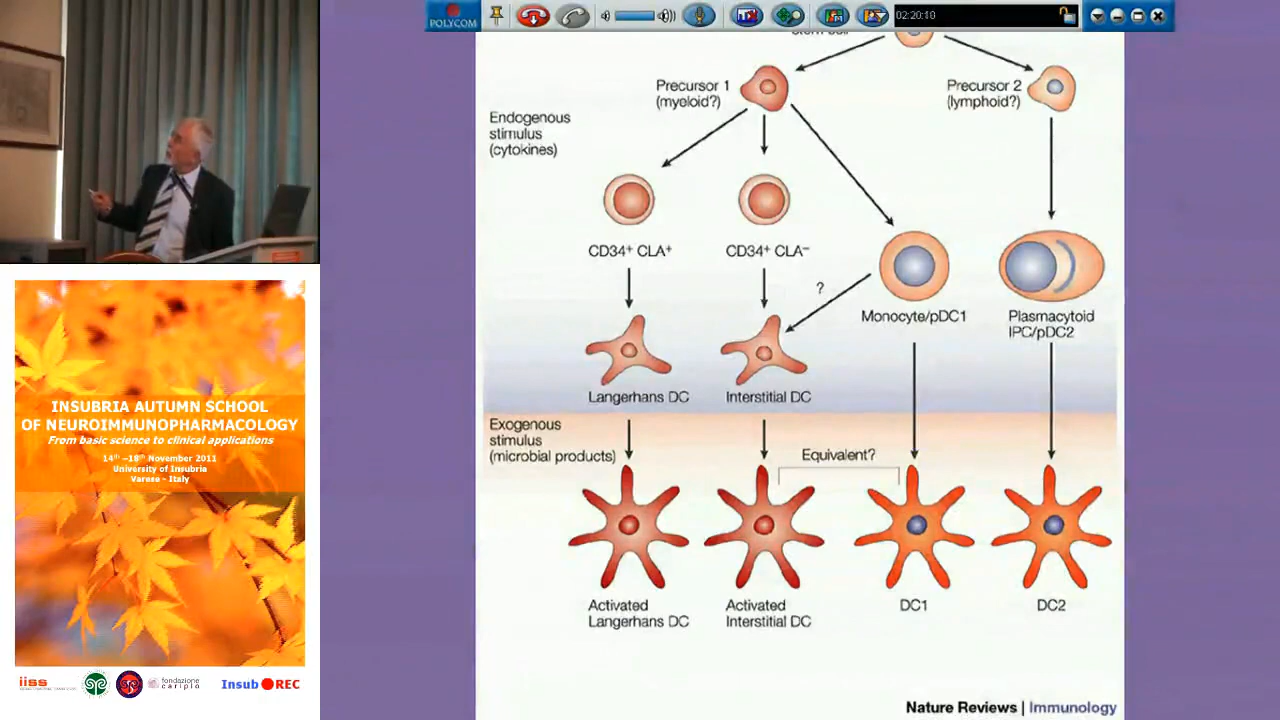 POLYCOM
02:20:10
Stem cell
Precursor 1
(myeloid?)
Precursor 2
(lymphoid?)
Endogenous
stimulus
(cytokines)
CD34⁺ CLA⁺
CD34⁺ CLA⁻
?
Monocyte/pDC1
Plasmacytoid
IPC/pDC2
Langerhans DC
Interstitial DC
Exogenous
stimulus
(microbial products)
Equivalent?
Activated
Langerhans DC
Activated
Interstitial DC
DC1
DC2
Nature Reviews | Immunology
INSUBRIA AUTUMN SCHOOL
OF NEUROIMMUNOPHARMACOLOGY
From basic science to clinical applications
14th –18th November 2011
University of Insubria
Varese - Italy
iiss
fondazione
cariplo
Insub REC